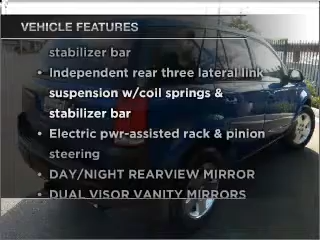 VEHICLE FEATURES
stabilizer bar
• Independent rear three lateral link
suspension w/coil springs &
stabilizer bar
• Electric pwr-assisted rack & pinion
steering
• DAY/NIGHT REARVIEW MIRROR
• DUAL VISOR VANITY MIRRORS